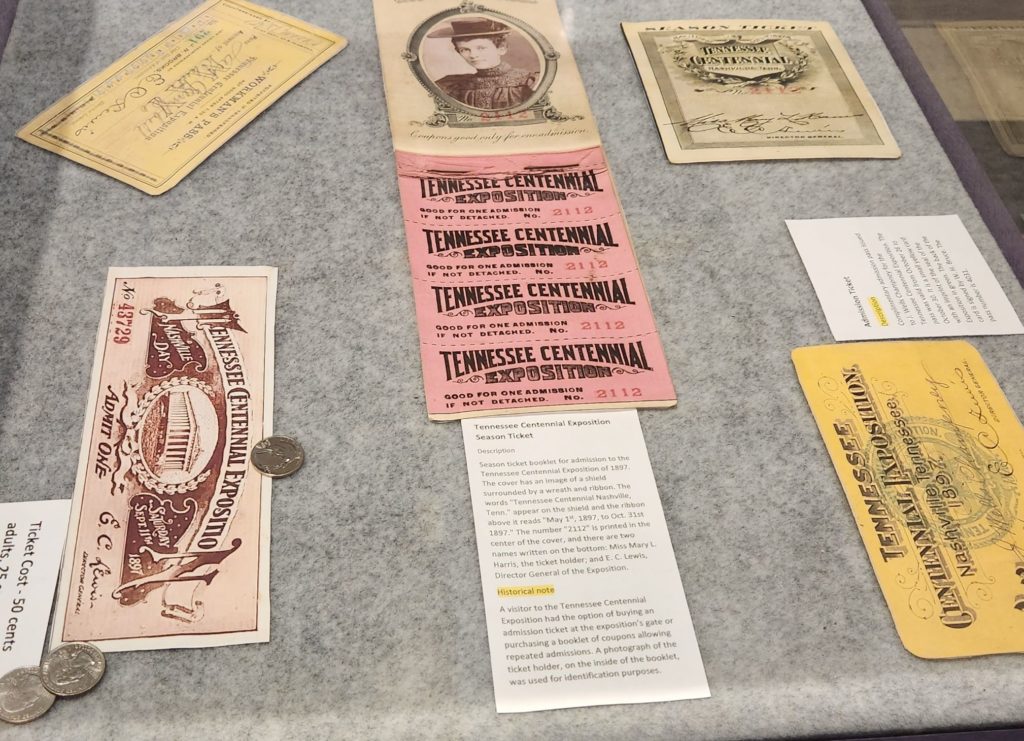 WORKMAN'S PASS
Coupons good only for one admission.
TENNESSEE CENTENNIAL
EXPOSITION
GOOD FOR ONE ADMISSION
IF NOT DETACHED. No. 2112
TENNESSEE CENTENNIAL
EXPOSITION
GOOD FOR ONE ADMISSION
IF NOT DETACHED. No. 2112
TENNESSEE CENTENNIAL
EXPOSITION
GOOD FOR ONE ADMISSION
IF NOT DETACHED. No. 2112
TENNESSEE CENTENNIAL
EXPOSITION
GOOD FOR ONE ADMISSION
IF NOT DETACHED. No. 2112
SEASON TICKET
TENNESSEE
CENTENNIAL
NASHVILLE, TENN.
2112
DIRECTOR GENERAL
No 43729
NASHVILLE
DAY
ADMIT ONE
TENNESSEE CENTENNIAL EXPOSITION
SATURDAY
SEPT. 11TH
1897
E. C. Lewis
DIRECTOR GENERAL
Ticket Cost - 50 cents
adults, 25
Tennessee Centennial Exposition
Season Ticket
Description
Season ticket booklet for admission to the
Tennessee Centennial Exposition of 1897.
The cover has an image of a shield
surrounded by a wreath and ribbon. The
words "Tennessee Centennial Nashville,
Tenn." appear on the shield and the ribbon
above it reads "May 1st, 1897, to Oct. 31st
1897." The number "2112" is printed in the
center of the cover, and there are two
names written on the bottom: Miss Mary L.
Harris, the ticket holder; and E. C. Lewis,
Director General of the Exposition.
Historical note
A visitor to the Tennessee Centennial
Exposition had the option of buying an
admission ticket at the exposition's gate or
purchasing a booklet of coupons allowing
repeated admissions. A photograph of the
ticket holder, on the inside of the booklet,
was used for identification purposes.
Admission Ticket
Description
Complimentary admission pass issued
TENNESSEE
CENTENNIAL EXPOSITION.
Nashville, Tennessee,